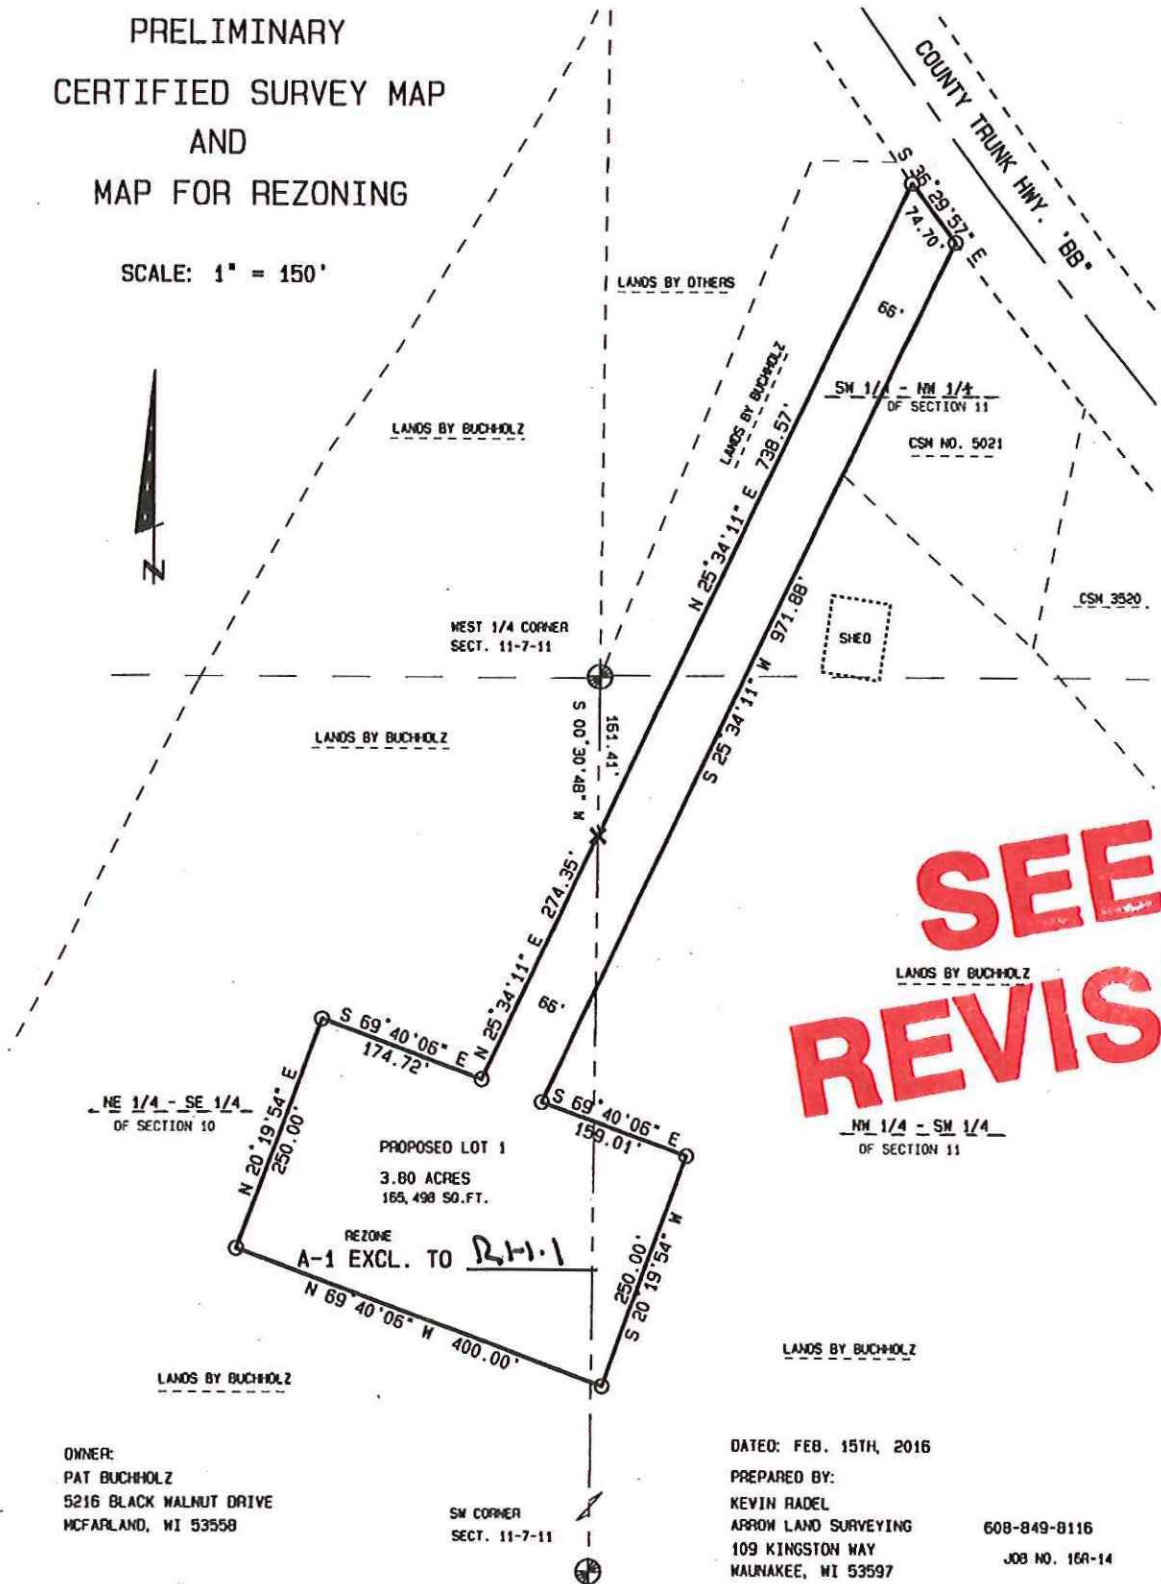 PRELIMINARY
CERTIFIED SURVEY MAP
AND
MAP FOR REZONING
SCALE: 1" = 150'
N
COUNTY TRUNK HWY. 'BB"
S 36°29'57" E
74.70'
66'
LANDS BY OTHERS
LANDS BY BUCHHOLZ
SW 1/4 - NW 1/4
OF SECTION 11
CSM NO. 5021
LANDS BY BUCHHOLZ
N 25°34'11" E 738.57'
S 25°34'11" W 971.88'
CSM 3520
SHED
WEST 1/4 CORNER
SECT. 11-7-11
LANDS BY BUCHHOLZ
S 00°30'48" W
161.41'
N 25°34'11" E 274.35'
66'
SEE
REVIS
LANDS BY BUCHHOLZ
S 69°40'06" E
174.72'
NE 1/4 - SE 1/4
OF SECTION 10
N 20°19'54" E
250.00'
S 69°40'06" E
159.01'
NW 1/4 - SW 1/4
OF SECTION 11
PROPOSED LOT 1
3.80 ACRES
165,498 SQ.FT.
REZONE
A-1 EXCL. TO RH-1
250.00'
S 20°19'54" W
N 69°40'06" W 400.00'
LANDS BY BUCHHOLZ
LANDS BY BUCHHOLZ
OWNER:
PAT BUCHHOLZ
5216 BLACK WALNUT DRIVE
MCFARLAND, WI 53558
SW CORNER
SECT. 11-7-11
DATED: FEB. 15TH, 2016
PREPARED BY:
KEVIN RADEL
ARROW LAND SURVEYING
109 KINGSTON WAY
WAUNAKEE, WI 53597
608-849-8116
JOB NO. 16R-14